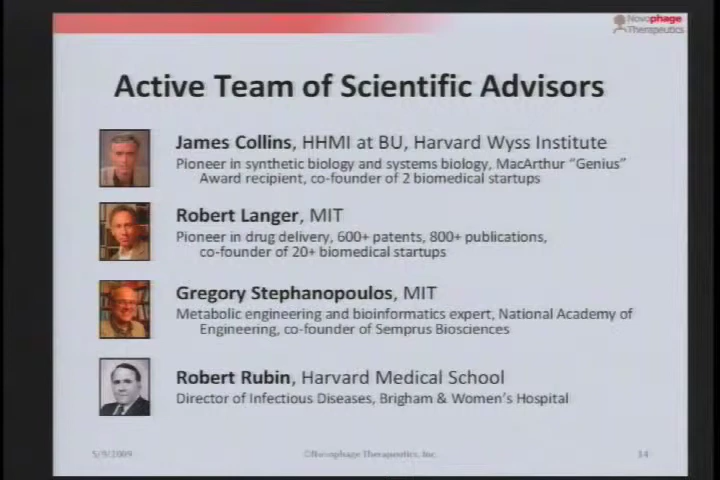 Novophage
Therapeutics
Active Team of Scientific Advisors
James Collins, HHMI at BU, Harvard Wyss Institute
Pioneer in synthetic biology and systems biology, MacArthur “Genius”
Award recipient, co-founder of 2 biomedical startups
Robert Langer, MIT
Pioneer in drug delivery, 600+ patents, 800+ publications,
co-founder of 20+ biomedical startups
Gregory Stephanopoulos, MIT
Metabolic engineering and bioinformatics expert, National Academy of
Engineering, co-founder of Semprus Biosciences
Robert Rubin, Harvard Medical School
Director of Infectious Diseases, Brigham & Women’s Hospital
©Novophage Therapeutics, Inc.